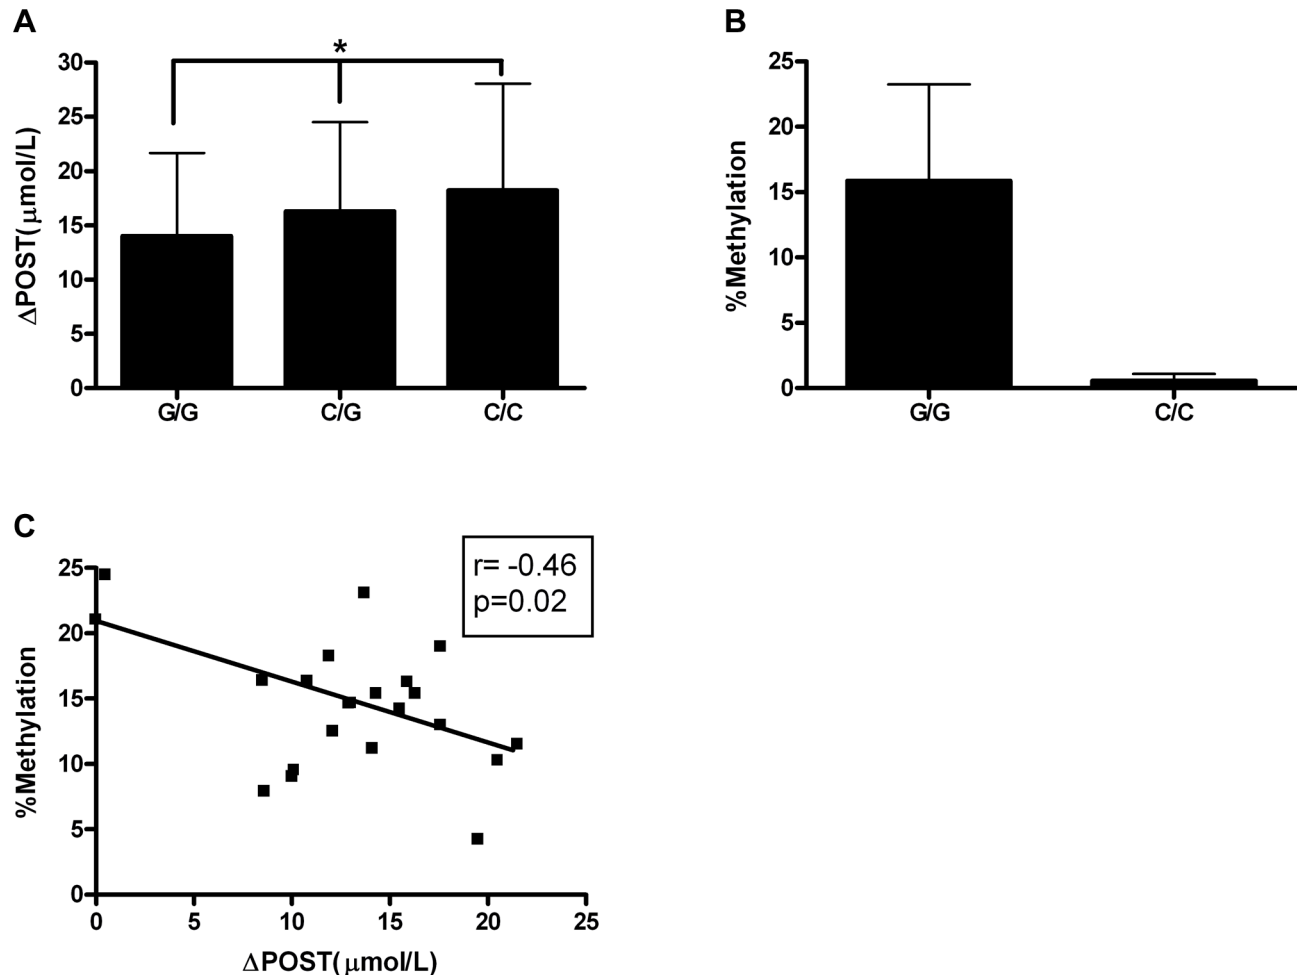 A
*
30
25
20
15
10
5
0
ΔPOST(μmol/L)
G/G C/G C/C
B
25
20
15
10
5
0
%Methylation
G/G C/C
C
r= -0.46
p=0.02
25
20
15
10
5
0
%Methylation
0 5 10 15 20 25
ΔPOST(μmol/L)